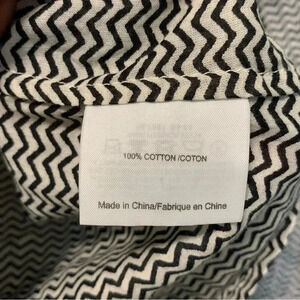 100% COTTON/COTON
Made in China/Fabrique en Chine